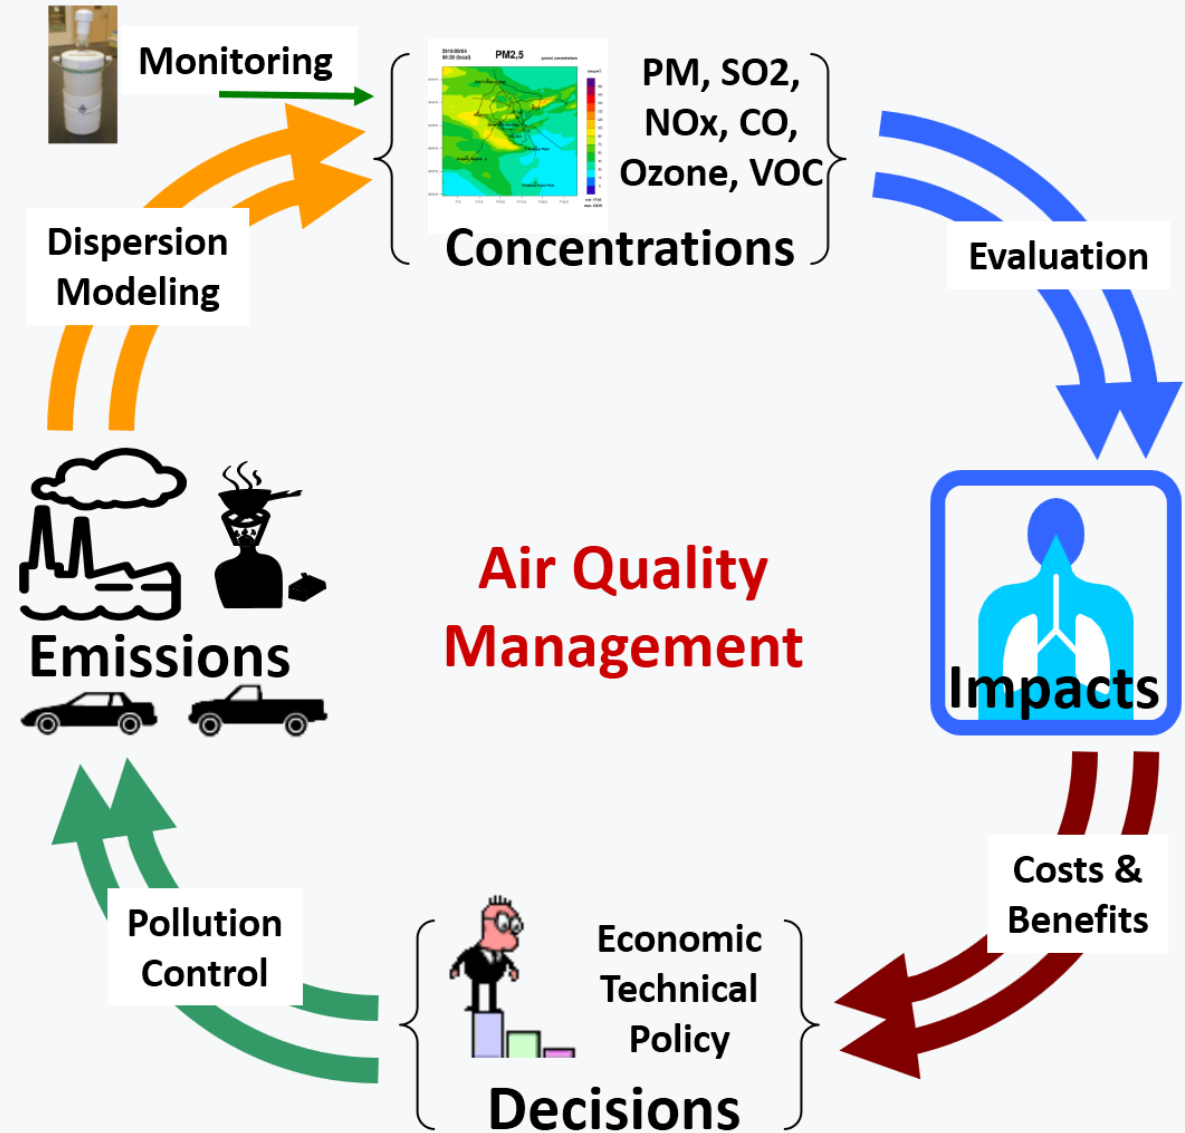 Monitoring
PM2,5
PM, SO2,
NOx, CO,
Ozone, VOC
Concentrations
Dispersion
Modeling
Evaluation
Air Quality
Management
Emissions
Impacts
Costs &
Benefits
Pollution
Control
Economic
Technical
Policy
Decisions